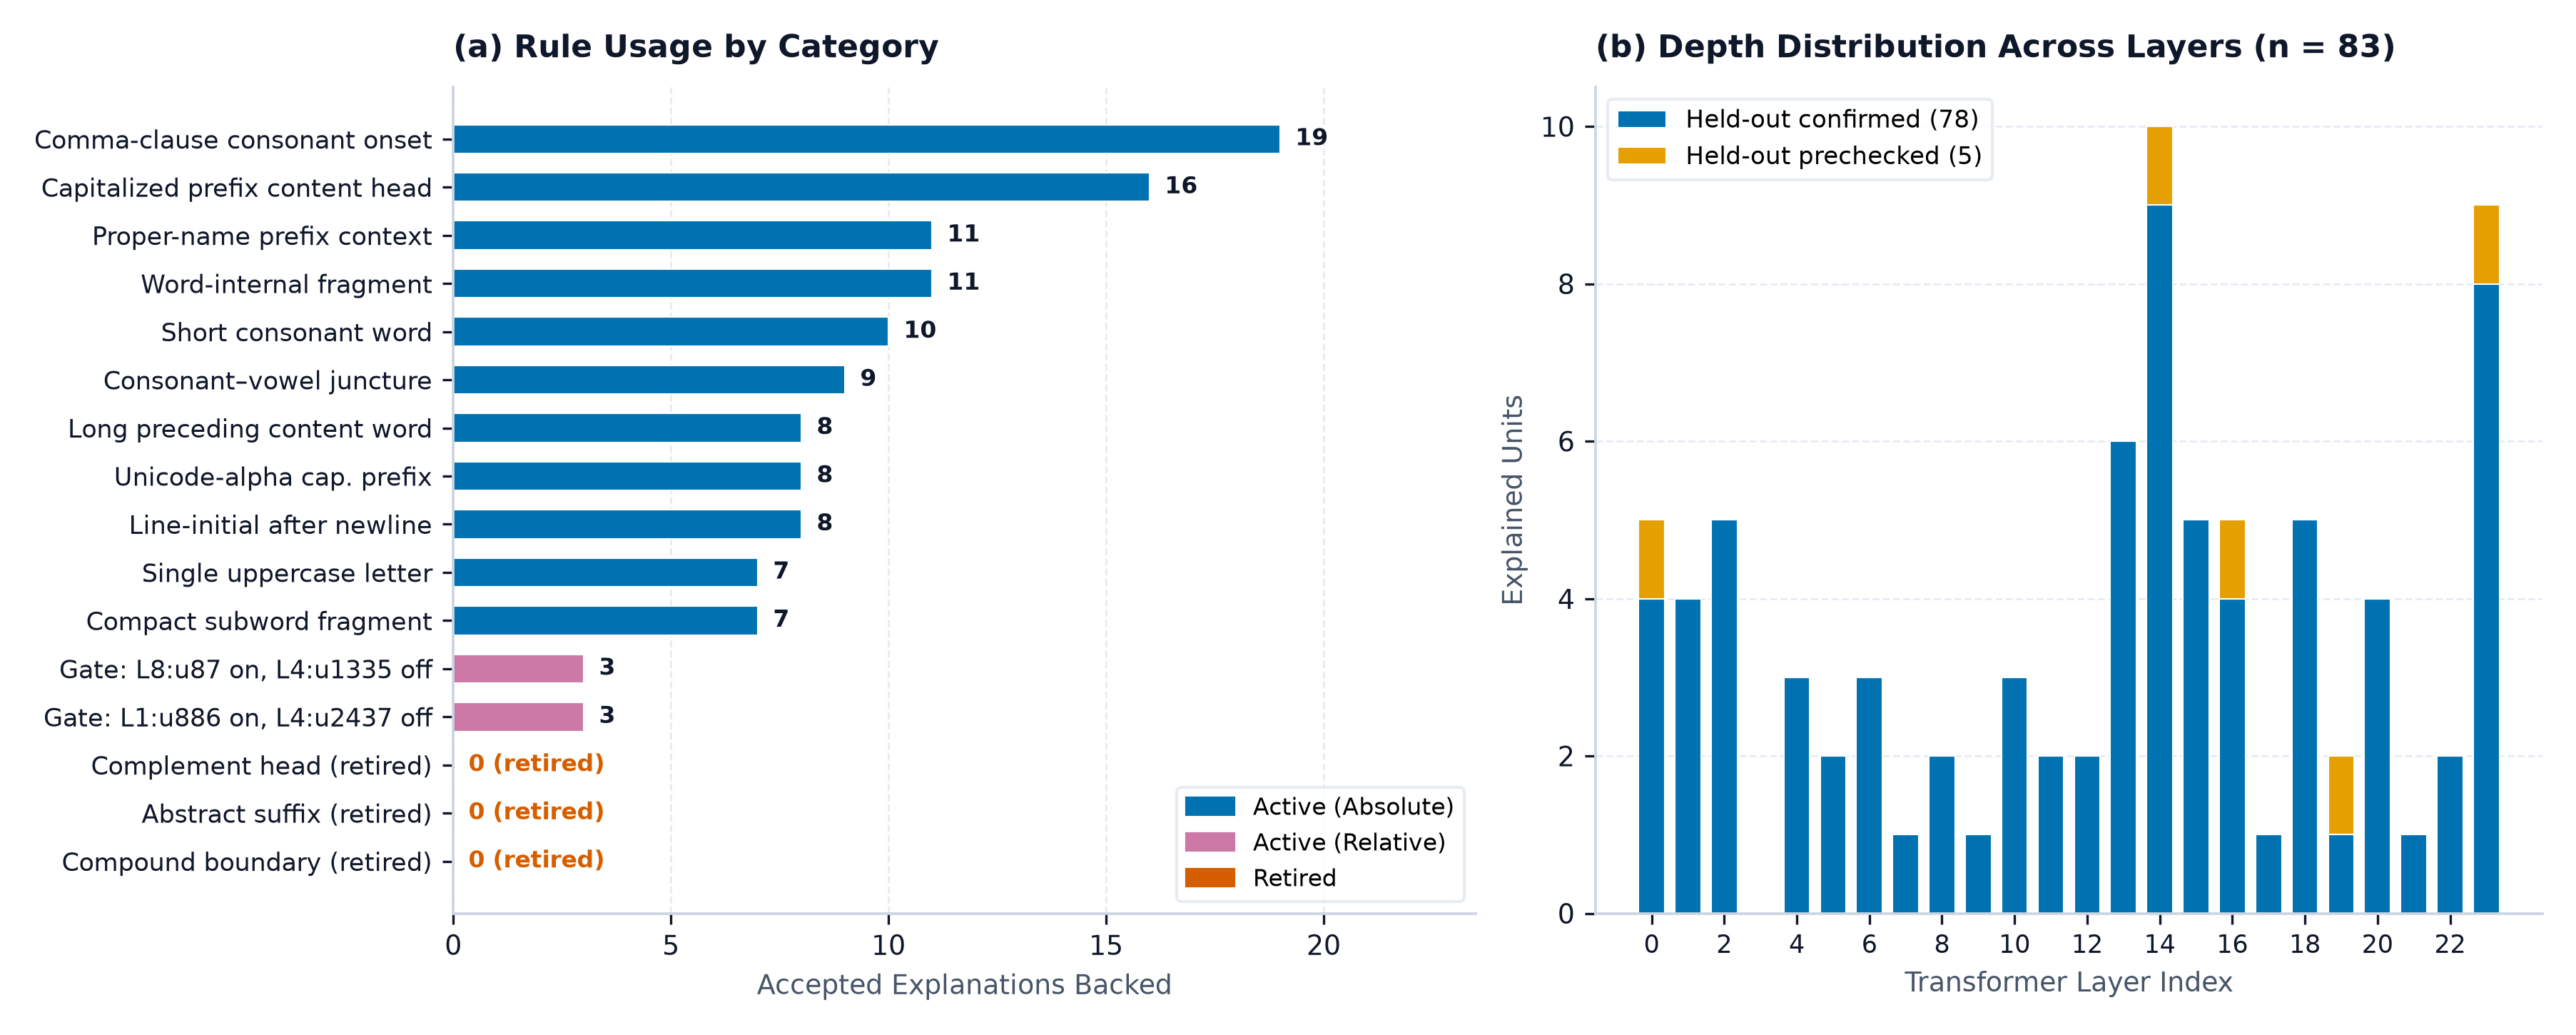 (a) Rule Usage by Category
Comma-clause consonant onset 19
Capitalized prefix content head 16
Proper-name prefix context 11
Word-internal fragment 11
Short consonant word 10
Consonant–vowel juncture 9
Long preceding content word 8
Unicode-alpha cap. prefix 8
Line-initial after newline 8
Single uppercase letter 7
Compact subword fragment 7
Gate: L8:u87 on, L4:u1335 off 3
Gate: L1:u886 on, L4:u2437 off 3
Complement head (retired) 0 (retired)
Abstract suffix (retired) 0 (retired)
Compound boundary (retired) 0 (retired)
Active (Absolute)
Active (Relative)
Retired
0 5 10 15 20
Accepted Explanations Backed
(b) Depth Distribution Across Layers (n = 83)
Held-out confirmed (78)
Held-out prechecked (5)
10
8
6
4
2
0
Explained Units
0 2 4 6 8 10 12 14 16 18 20 22
Transformer Layer Index